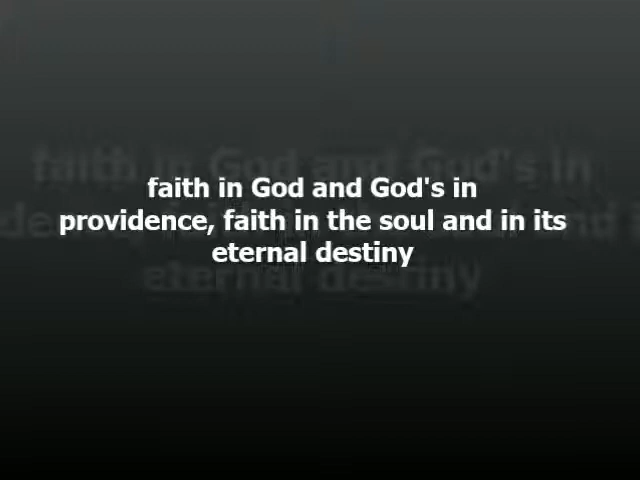 faith in God and God's in
providence, faith in the soul and in its
eternal destiny